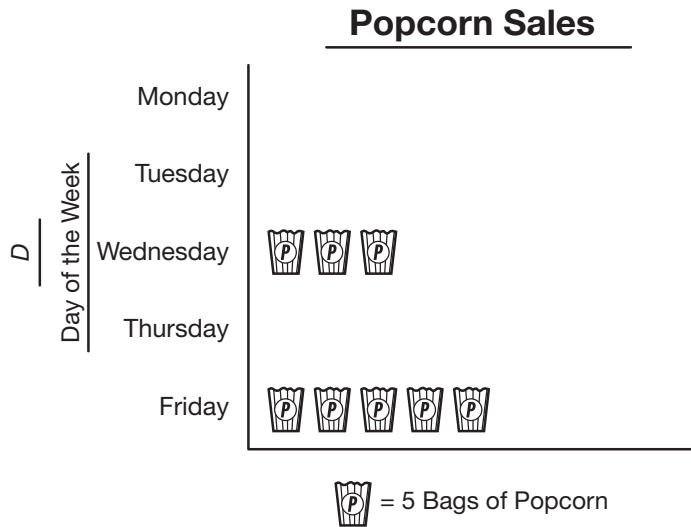 Popcorn Sales
Monday
Tuesday
Wednesday
Thursday
Friday
Day of the Week
D
P P P
P P P P P
P = 5 Bags of Popcorn